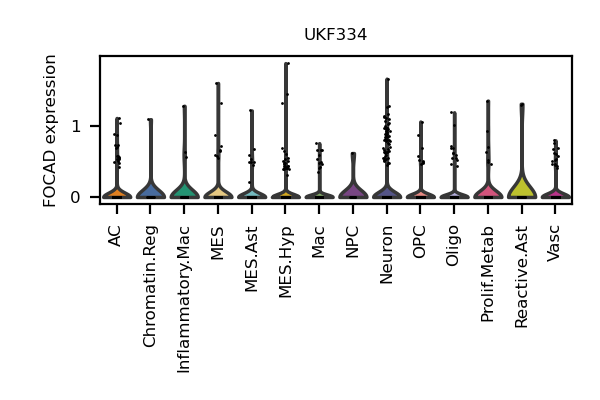 UKF334
FOCAD expression
1
0
AC
Chromatin.Reg
Inflammatory.Mac
MES
MES.Ast
MES.Hyp
Mac
NPC
Neuron
OPC
Oligo
Prolif.Metab
Reactive.Ast
Vasc